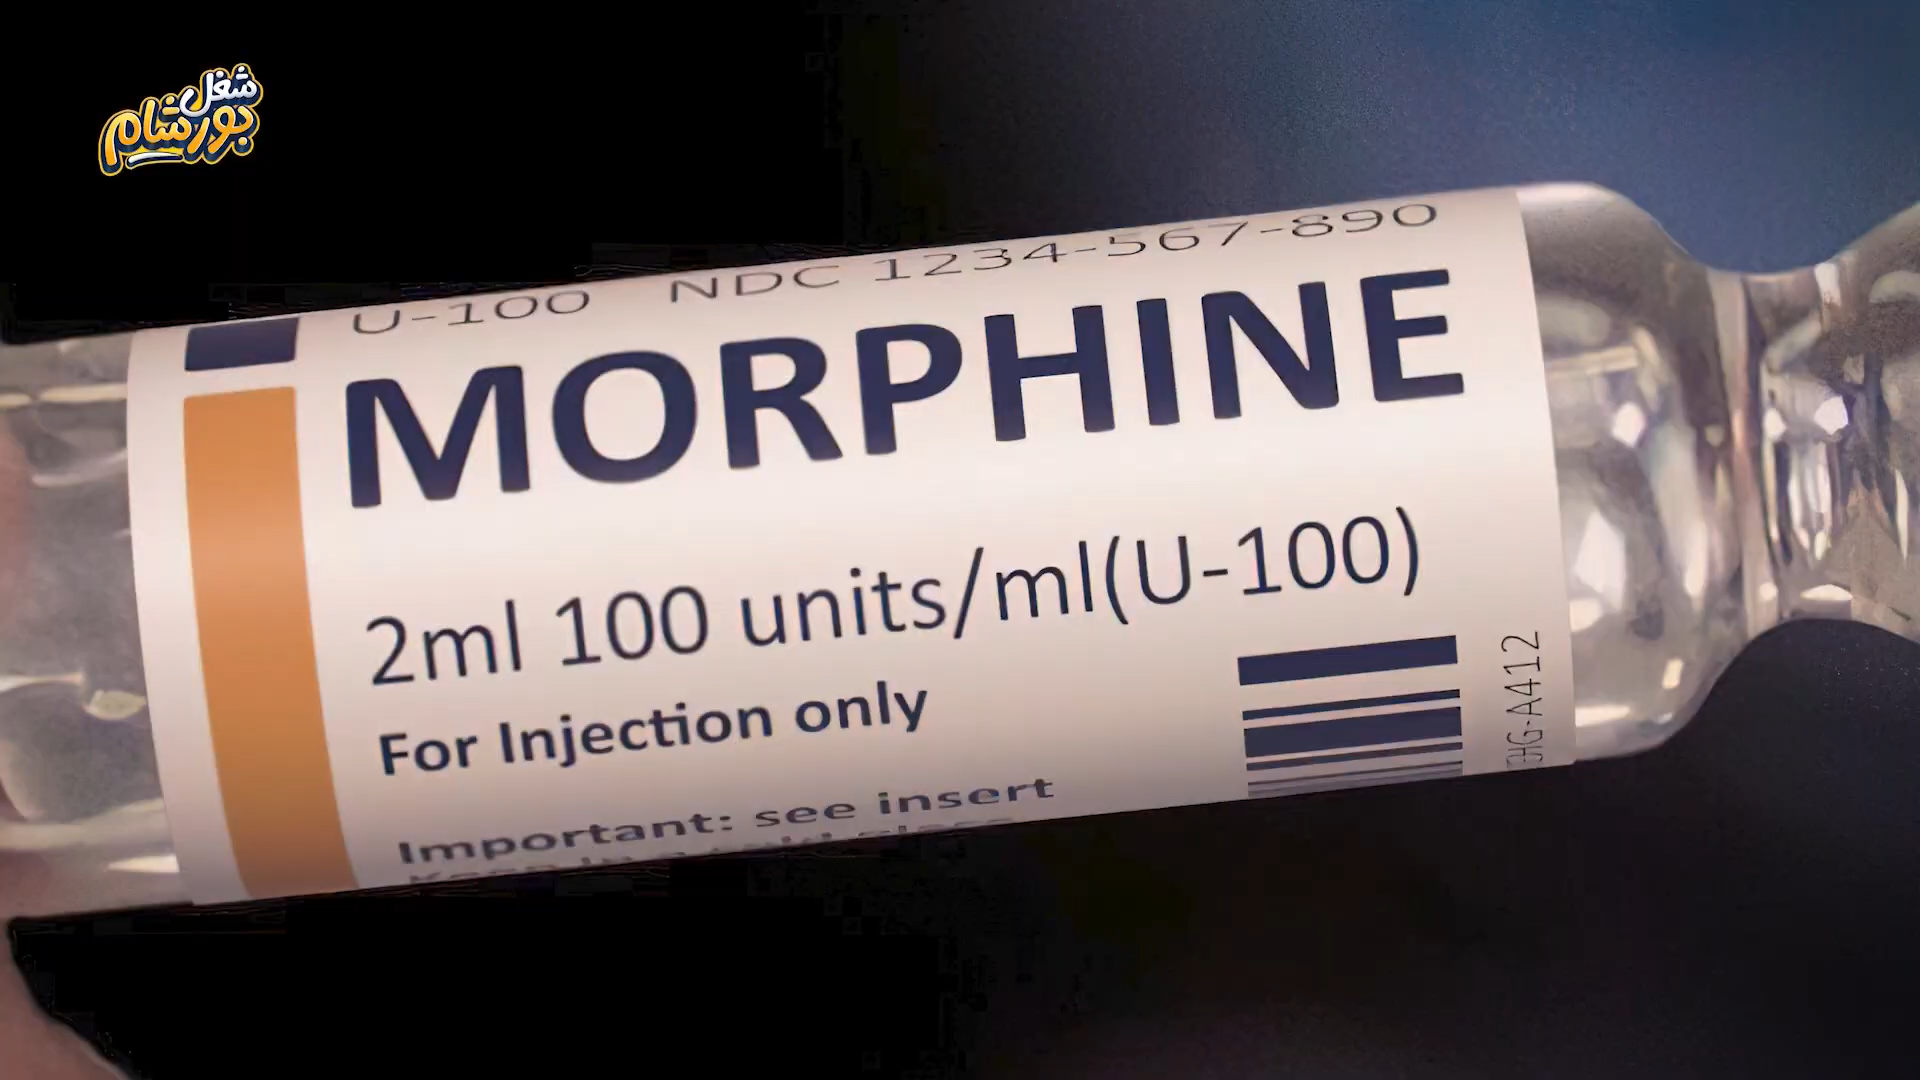 شغل
بورشام
U-100 NDC 1234-567-890
MORPHINE
2ml 100 units/ml(U-100)
For Injection only
Important: see insert
HG-A412